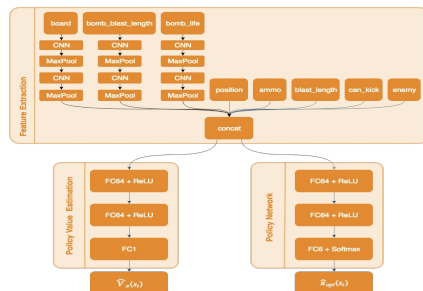 board bomb_blast_length bomb_life
CNN CNN CNN
MaxPool MaxPool MaxPool
CNN CNN CNN
MaxPool MaxPool MaxPool
position ammo blast_length can_kick enemy
concat
Feature Extraction
Policy Value Estimation
FC64 + ReLU
FC64 + ReLU
FC1
Policy Network
FC64 + ReLU
FC64 + ReLU
FC6 + Softmax